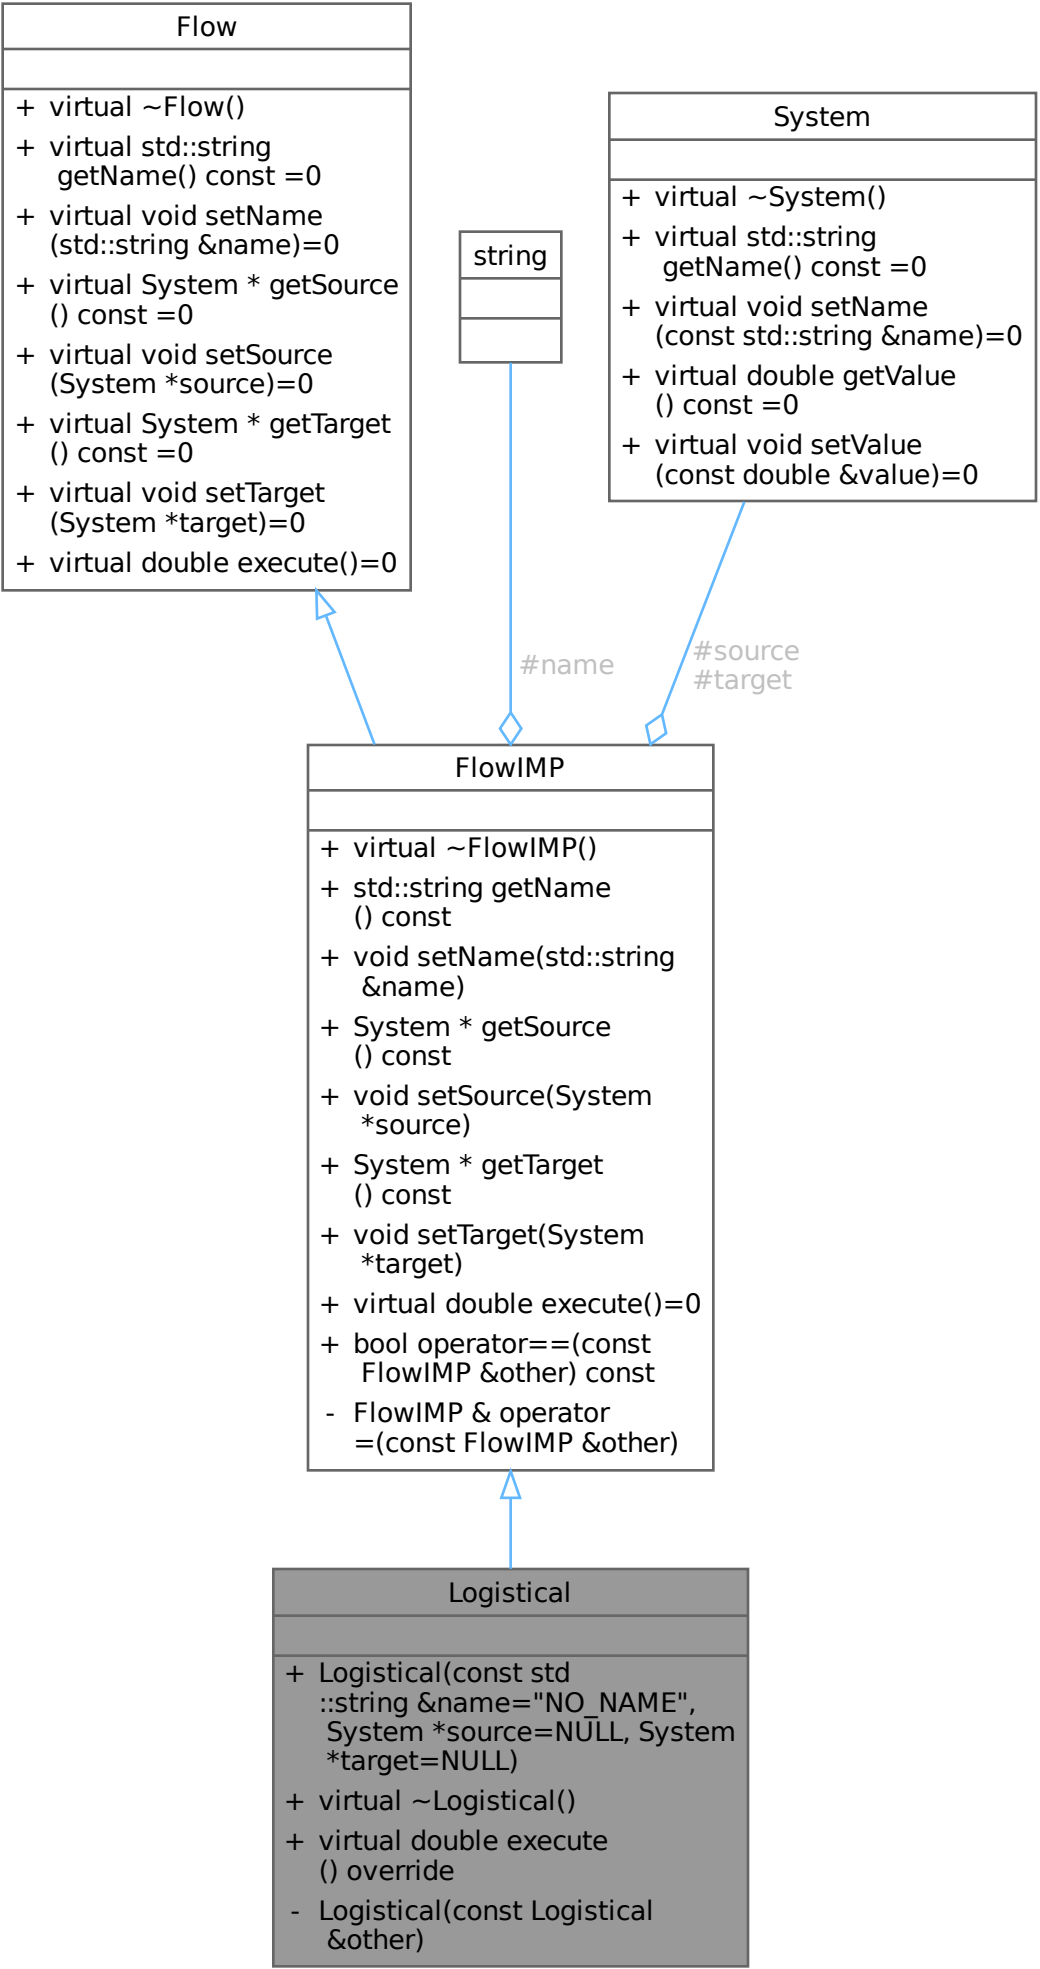 Flow
+ virtual ~Flow()
+ virtual std::string
getName() const =0
+ virtual void setName
(std::string &name)=0
+ virtual System * getSource
() const =0
+ virtual void setSource
(System *source)=0
+ virtual System * getTarget
() const =0
+ virtual void setTarget
(System *target)=0
+ virtual double execute()=0
string
System
+ virtual ~System()
+ virtual std::string
getName() const =0
+ virtual void setName
(const std::string &name)=0
+ virtual double getValue
() const =0
+ virtual void setValue
(const double &value)=0
#name
#source
#target
FlowIMP
+ virtual ~FlowIMP()
+ std::string getName
() const
+ void setName(std::string
&name)
+ System * getSource
() const
+ void setSource(System
*source)
+ System * getTarget
() const
+ void setTarget(System
*target)
+ virtual double execute()=0
+ bool operator==(const
FlowIMP &other) const
- FlowIMP & operator
=(const FlowIMP &other)
Logistical
+ Logistical(const std
::string &name="NO_NAME",
System *source=NULL, System
*target=NULL)
+ virtual ~Logistical()
+ virtual double execute
() override
- Logistical(const Logistical
&other)